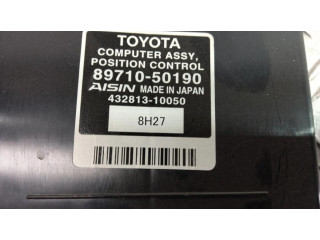 TOYOTA
COMPUTER ASSY,
POSITION CONTROL
89710-50190
AISIN MADE IN JAPAN
432813-10050
8H27